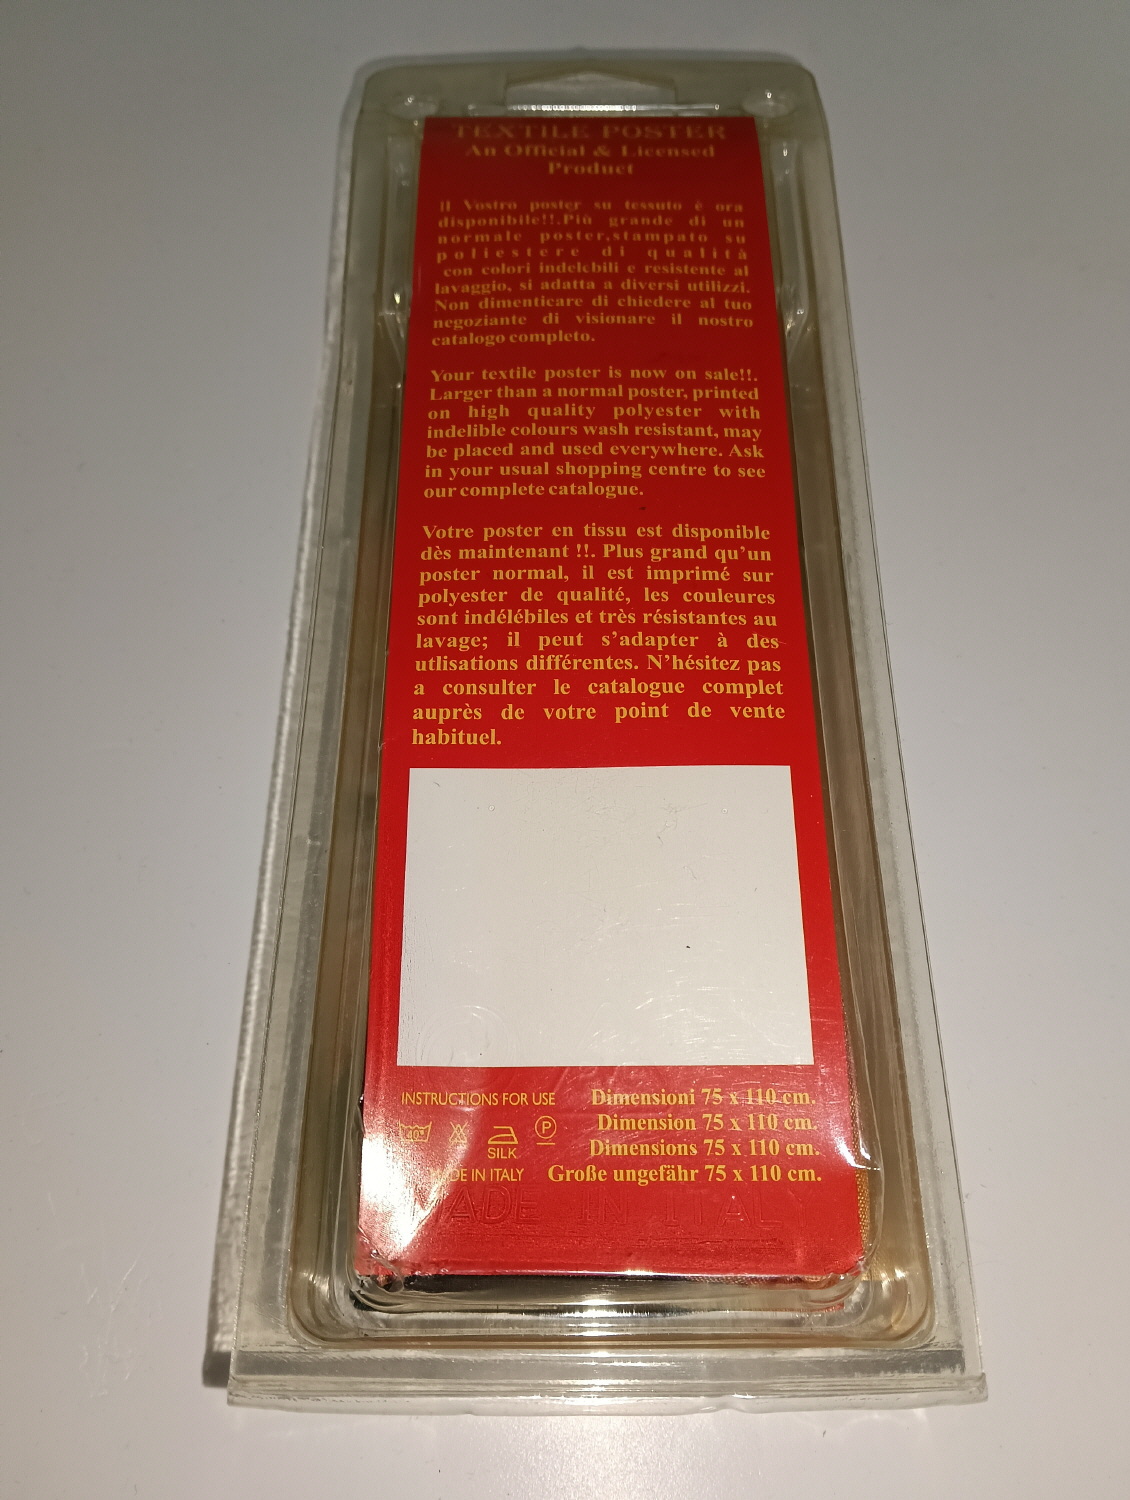 TEXTILE POSTER
An Official & Licensed
Product
Il Vostro poster su tessuto è ora
disponibile!!.Più grande di un
normale poster,stampato su
poliestere di qualità
con colori indelebili e resistente al
lavaggio, si adatta a diversi utilizzi.
Non dimenticare di chiedere al tuo
negoziante di visionare il nostro
catalogo completo.
Your textile poster is now on sale!!.
Larger than a normal poster, printed
on high quality polyester with
indelible colours wash resistant, may
be placed and used everywhere. Ask
in your usual shopping centre to see
our complete catalogue.
Votre poster en tissu est disponible
dès maintenant !!. Plus grand qu'un
poster normal, il est imprimé sur
polyester de qualité, les couleures
sont indélébiles et très résistantes au
lavage; il peut s'adapter à des
utlisations différentes. N'hésitez pas
a consulter le catalogue complet
auprès de votre point de vente
habituel.
INSTRUCTIONS FOR USE
40°
P
SILK
MADE IN ITALY
Dimensioni 75 x 110 cm.
Dimension 75 x 110 cm.
Dimensions 75 x 110 cm.
Große ungefähr 75 x 110 cm.
MADE IN ITALY